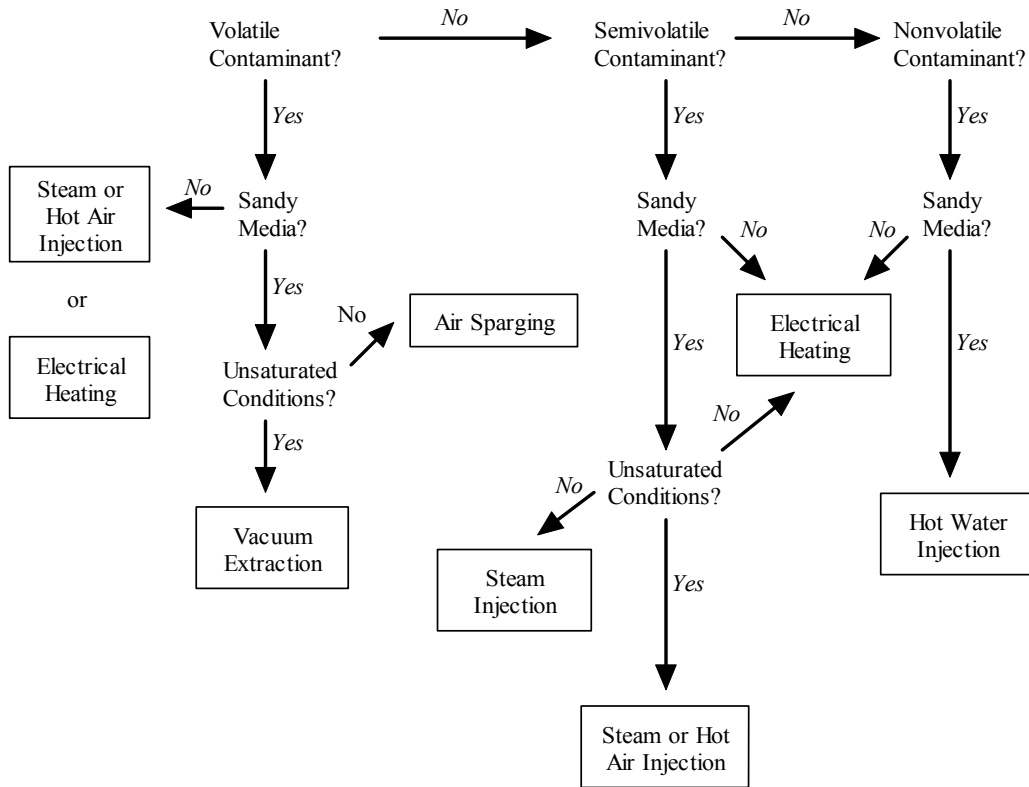 No
No
Volatile
Contaminant?
Semivolatile
Contaminant?
Nonvolatile
Contaminant?
Yes
Yes
Yes
Steam or
Hot Air
Injection
No
Sandy
Media?
Sandy
Media?
No
No
Sandy
Media?
or
Yes
No
Air Sparging
Electrical
Heating
Yes
Yes
Electrical
Heating
Unsaturated
Conditions?
No
Yes
Unsaturated
Conditions?
No
Vacuum
Extraction
Hot Water
Injection
Steam
Injection
Yes
Steam or Hot
Air Injection